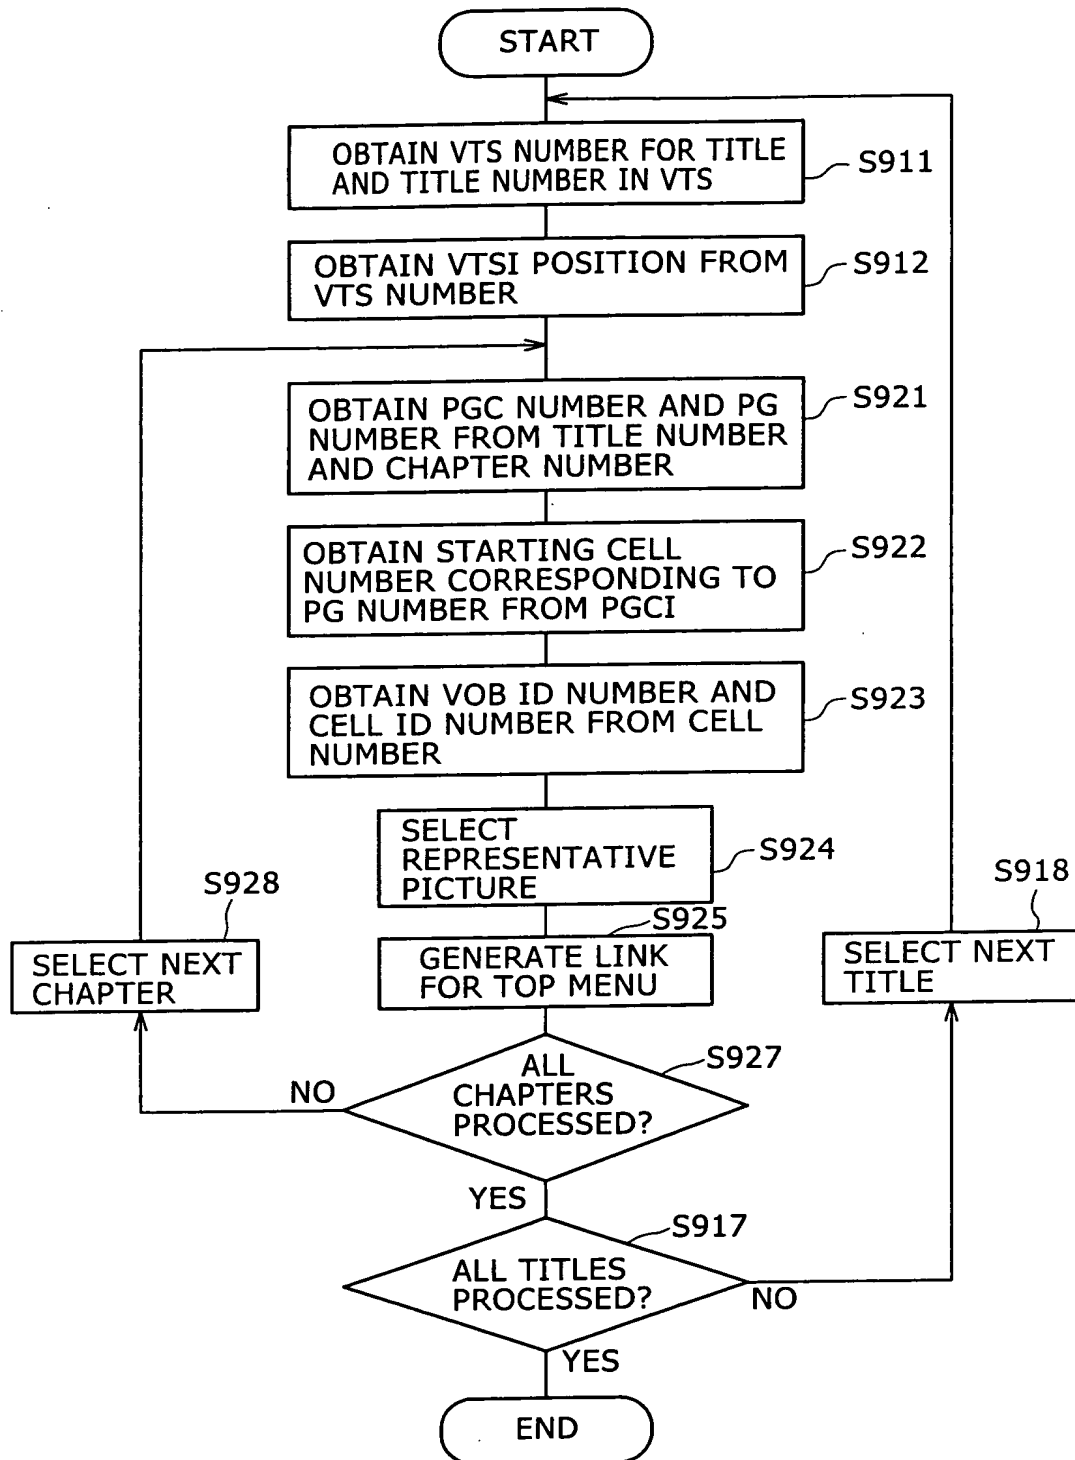 START
OBTAIN VTS NUMBER FOR TITLE
AND TITLE NUMBER IN VTS
S911
OBTAIN VTSI POSITION FROM
VTS NUMBER
S912
OBTAIN PGC NUMBER AND PG
NUMBER FROM TITLE NUMBER
AND CHAPTER NUMBER
S921
OBTAIN STARTING CELL
NUMBER CORRESPONDING TO
PG NUMBER FROM PGCI
S922
OBTAIN VOB ID NUMBER AND
CELL ID NUMBER FROM CELL
NUMBER
S923
SELECT
REPRESENTATIVE
PICTURE
S924
S928
SELECT NEXT
CHAPTER
S925
GENERATE LINK
FOR TOP MENU
S918
SELECT NEXT
TITLE
ALL
CHAPTERS
PROCESSED?
S927
NO
YES
ALL TITLES
PROCESSED?
S917
NO
YES
END